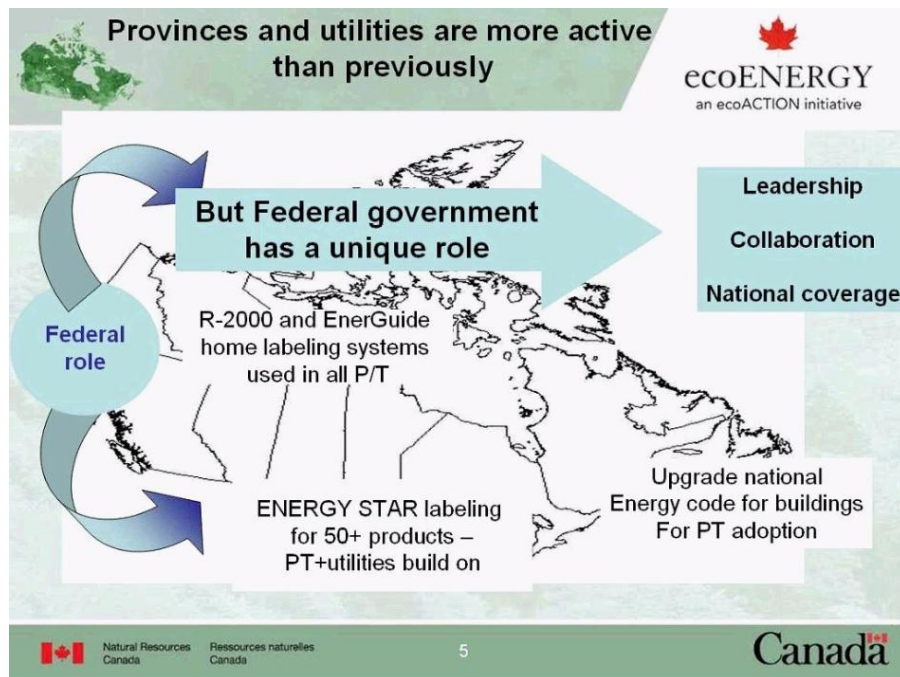 Provinces and utilities are more active
than previously
ecoENERGY
an ecoACTION initiative
But Federal government
has a unique role
Leadership
Collaboration
National coverage
Federal
role
R-2000 and EnerGuide
home labeling systems
used in all P/T
ENERGY STAR labeling
for 50+ products –
PT+utilities build on
Upgrade national
Energy code for buildings
For PT adoption
Natural Resources
Canada
Ressources naturelles
Canada
5
Canada